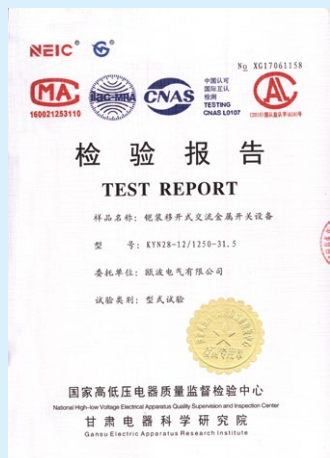 NEIC®
No XG17061158
MA
160021253110
ilac-MRA
CNAS
中国认可
国际互认
检测
TESTING
CNAS L0107
CAL
检验报告
TEST REPORT
样品名称：铠装移开式交流金属开关设备
型 号：KYN28-12/1250-31.5
委托单位：瓯波电气有限公司
试验类别：型式试验
国家高低压电器质量监督检验中心
National High-low Voltage Electrical Apparatus Quality Supervision and Inspection Center
甘肃电器科学研究院
Gansu Electric Apparatus Research Institute